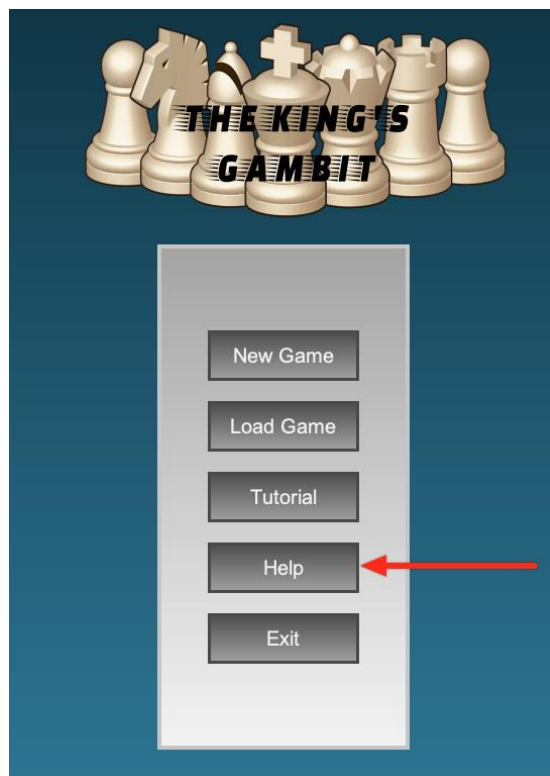 THE KING'S
GAMBIT
New Game
Load Game
Tutorial
Help
Exit